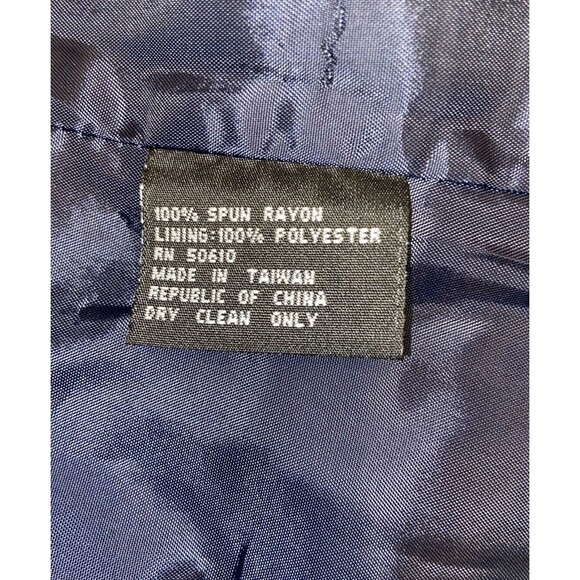 100% SPUN RAYON
LINING:100% POLYESTER
RN 50610
MADE IN TAIWAN
REPUBLIC OF CHINA
DRY CLEAN ONLY